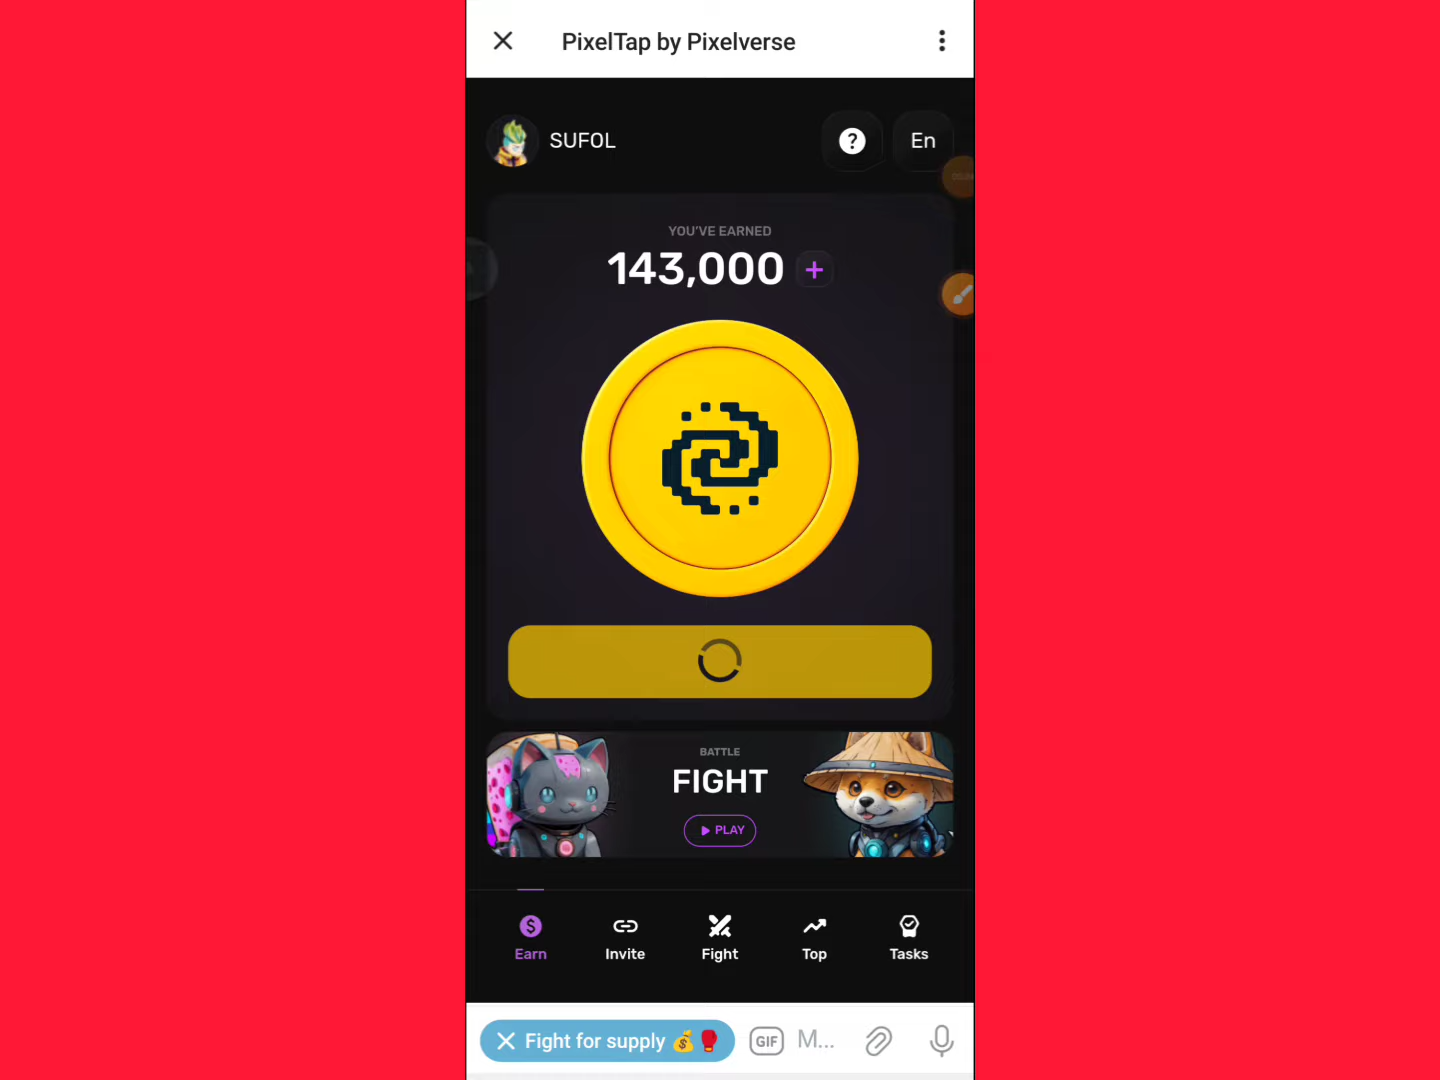 PixelTap by Pixelverse
SUFOL
?
En
YOU'VE EARNED
143,000 +
BATTLE
FIGHT
PLAY
Earn
Invite
Fight
Top
Tasks
Fight for supply 💰🥊
GIF
M...